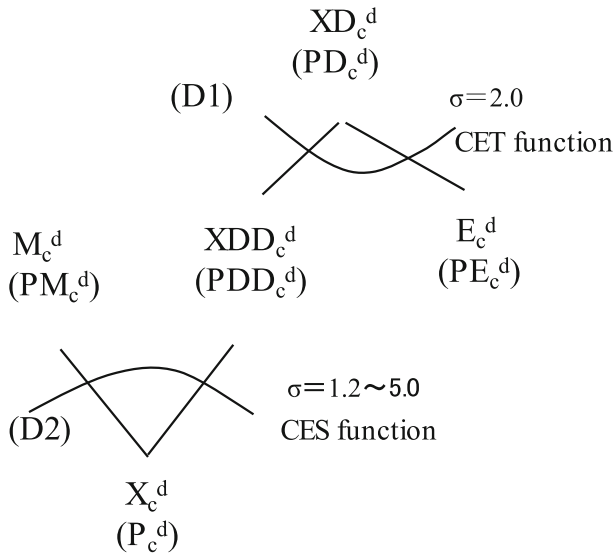 XD_c^d
(PD_c^d)
(D1)
σ＝2.0
CET function
M_c^d
(PM_c^d)
XDD_c^d
(PDD_c^d)
E_c^d
(PE_c^d)
σ＝1.2～5.0
(D2)
CES function
X_c^d
(P_c^d)